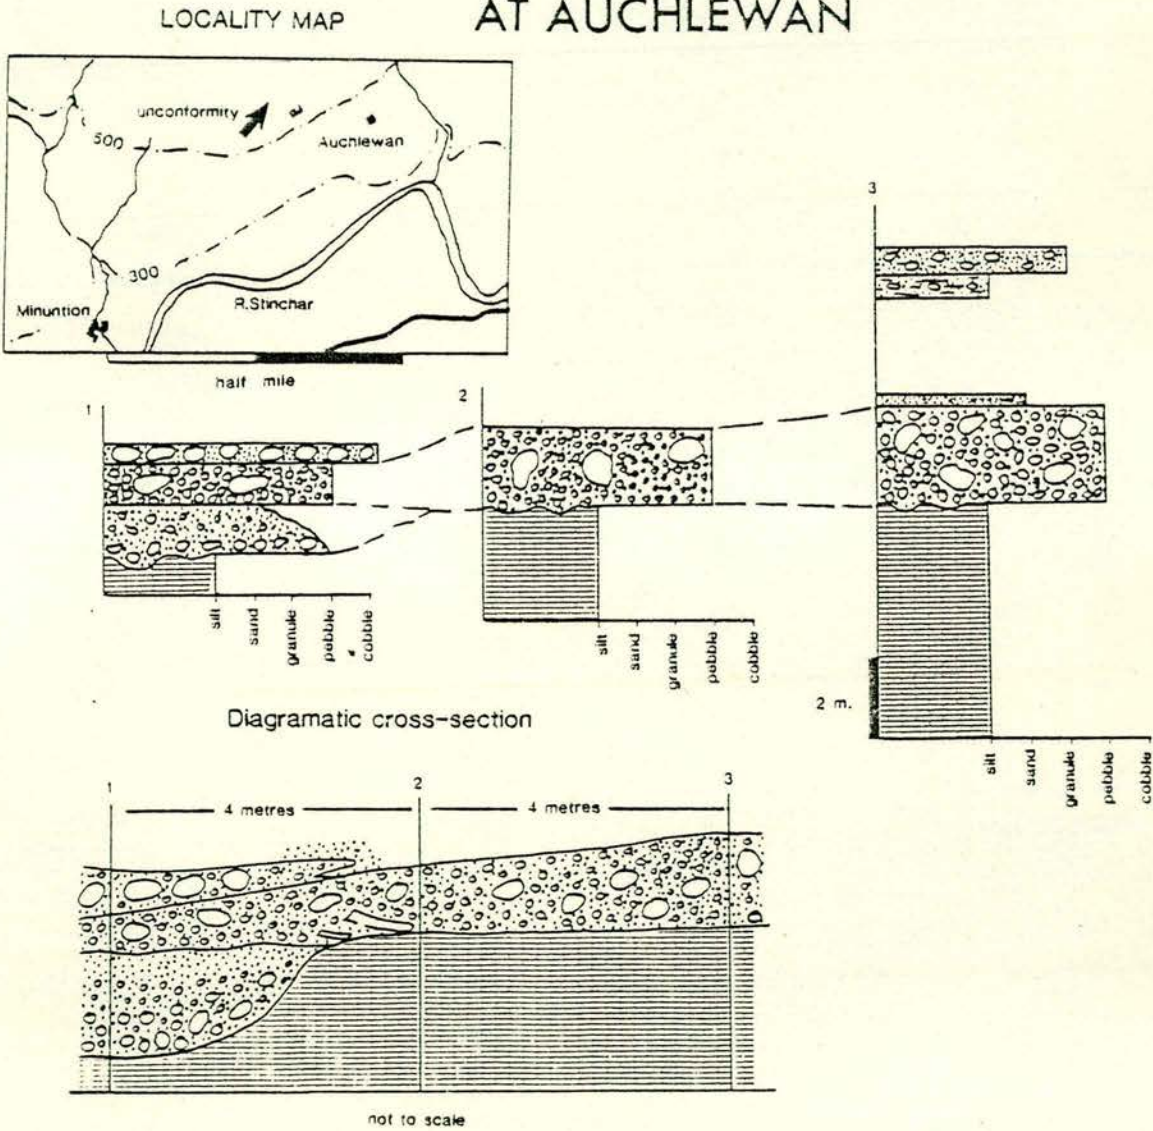 LOCALITY MAP
AT AUCHLEWAN
unconformity
500
Auchlewan
300
Minuntion
R.Stinchar
half mile
1
2
3
silt
sand
granule
pebble
cobble
silt
sand
granule
pebble
cobble
2 m.
silt
sand
granule
pebble
cobble
Diagramatic cross-section
1
2
3
4 metres
4 metres
not to scale